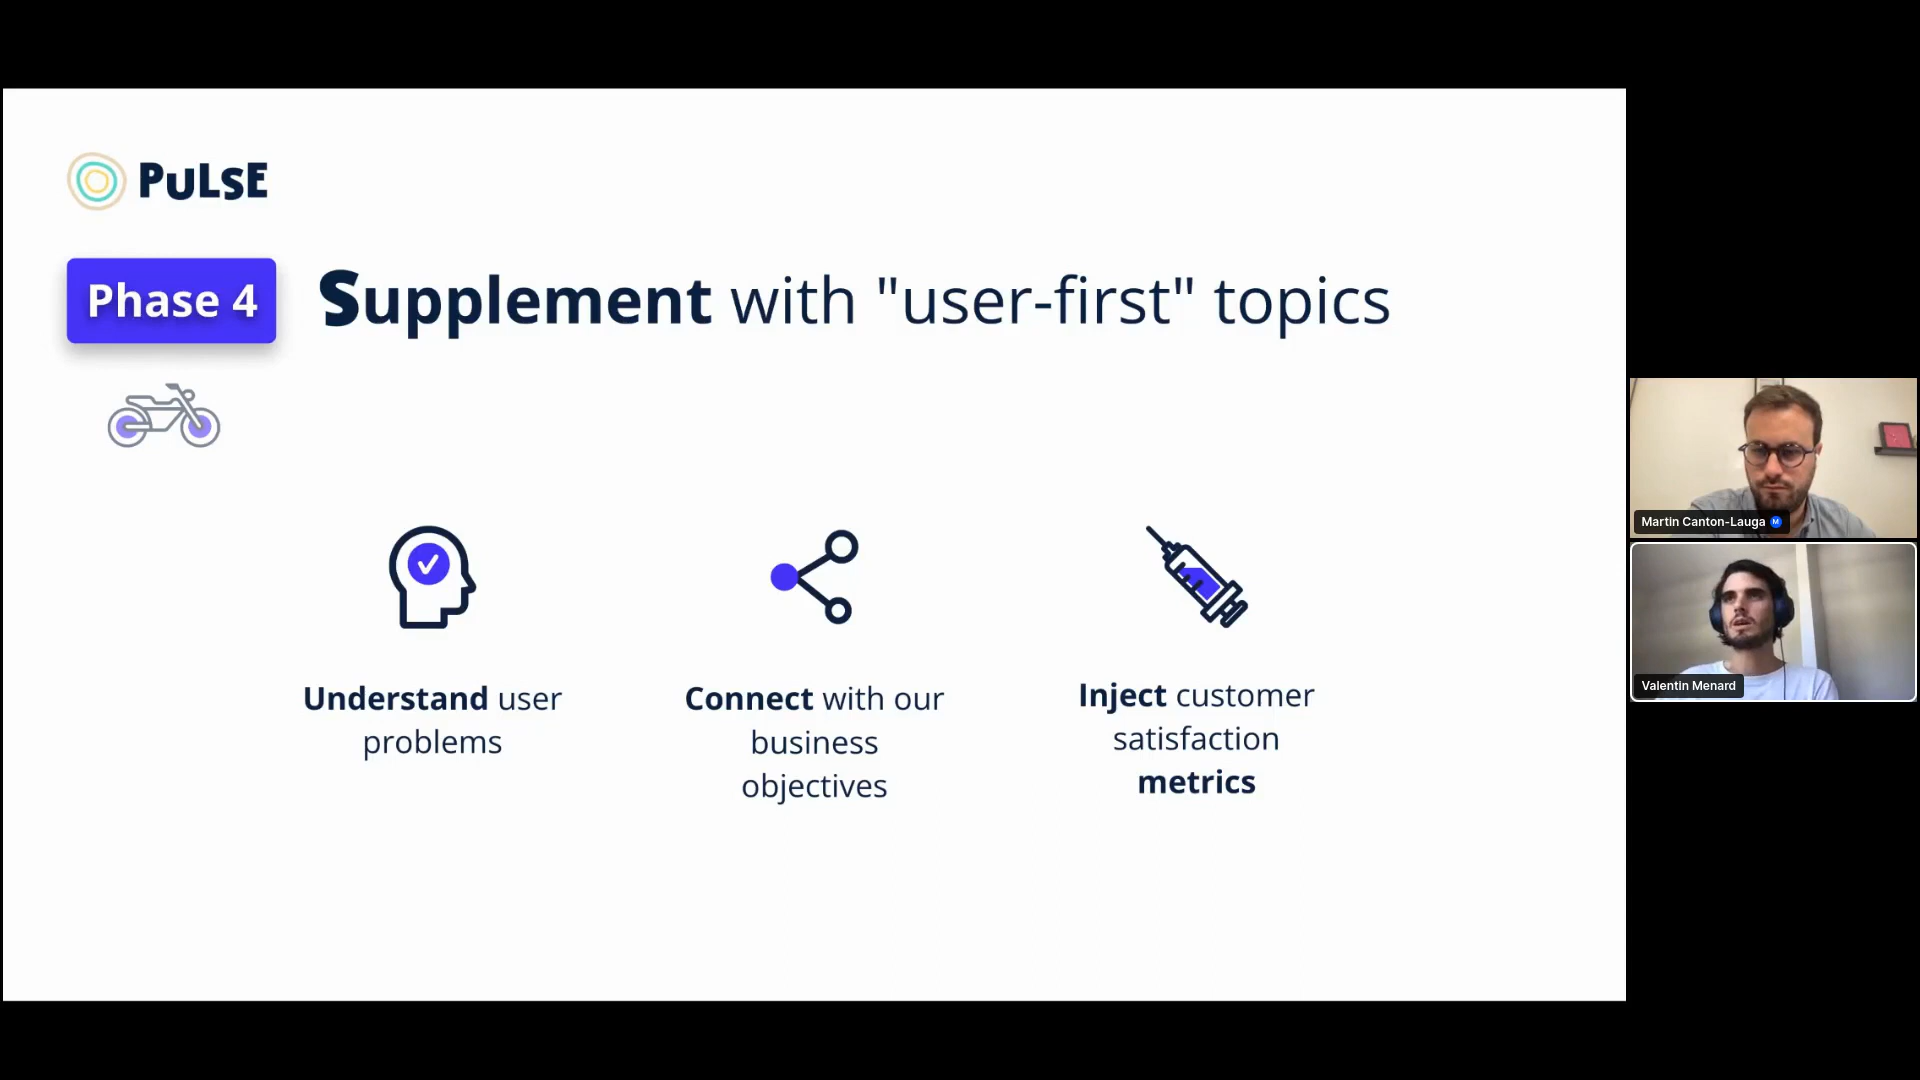 PuLsE
Phase 4
Supplement with "user-first" topics
Understand user
problems
Connect with our
business
objectives
Inject customer
satisfaction
metrics
Martin Canton-Lauga M
Valentin Menard